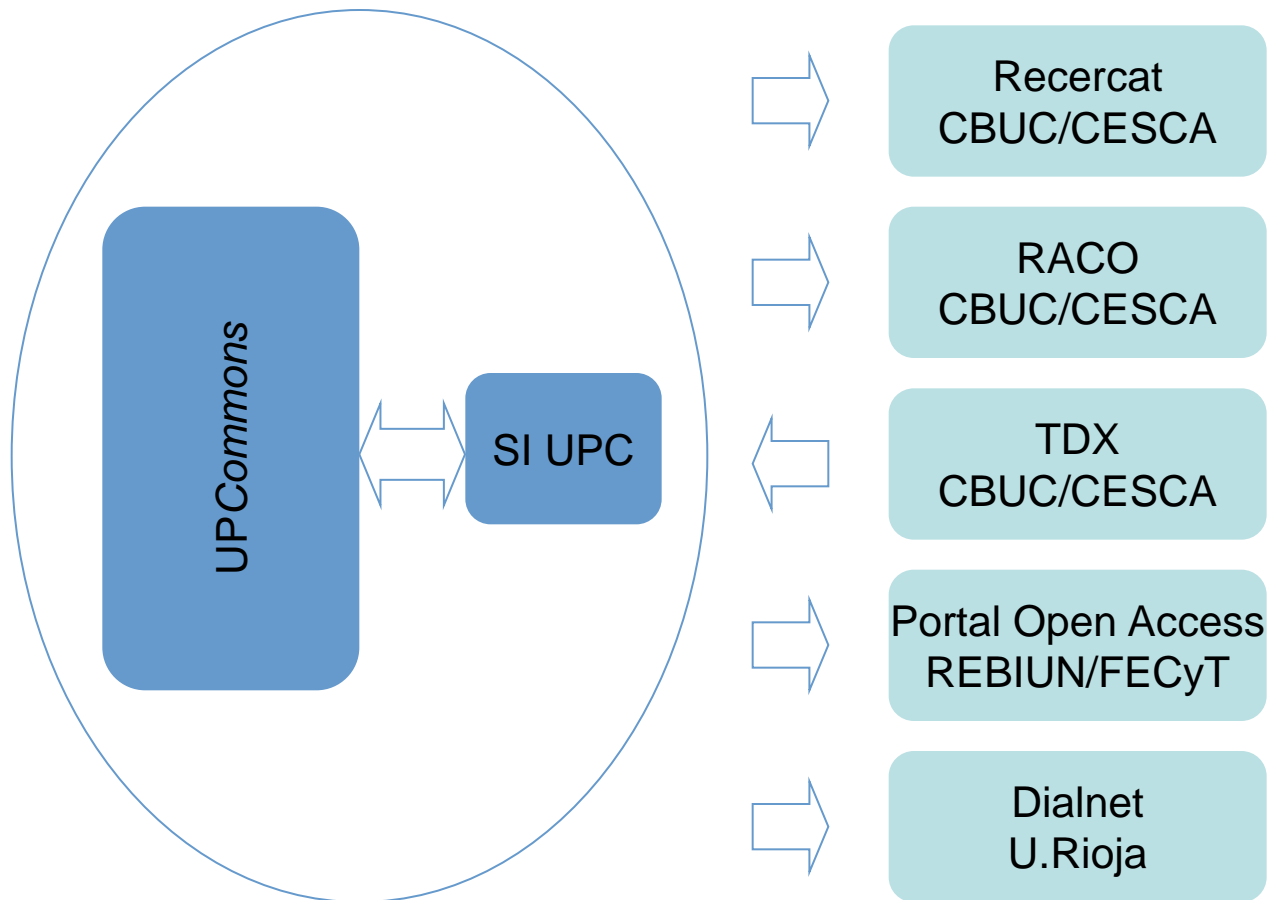 UPCommons
SI UPC
Recercat
CBUC/CESCA
RACO
CBUC/CESCA
TDX
CBUC/CESCA
Portal Open Access
REBIUN/FECyT
Dialnet
U.Rioja